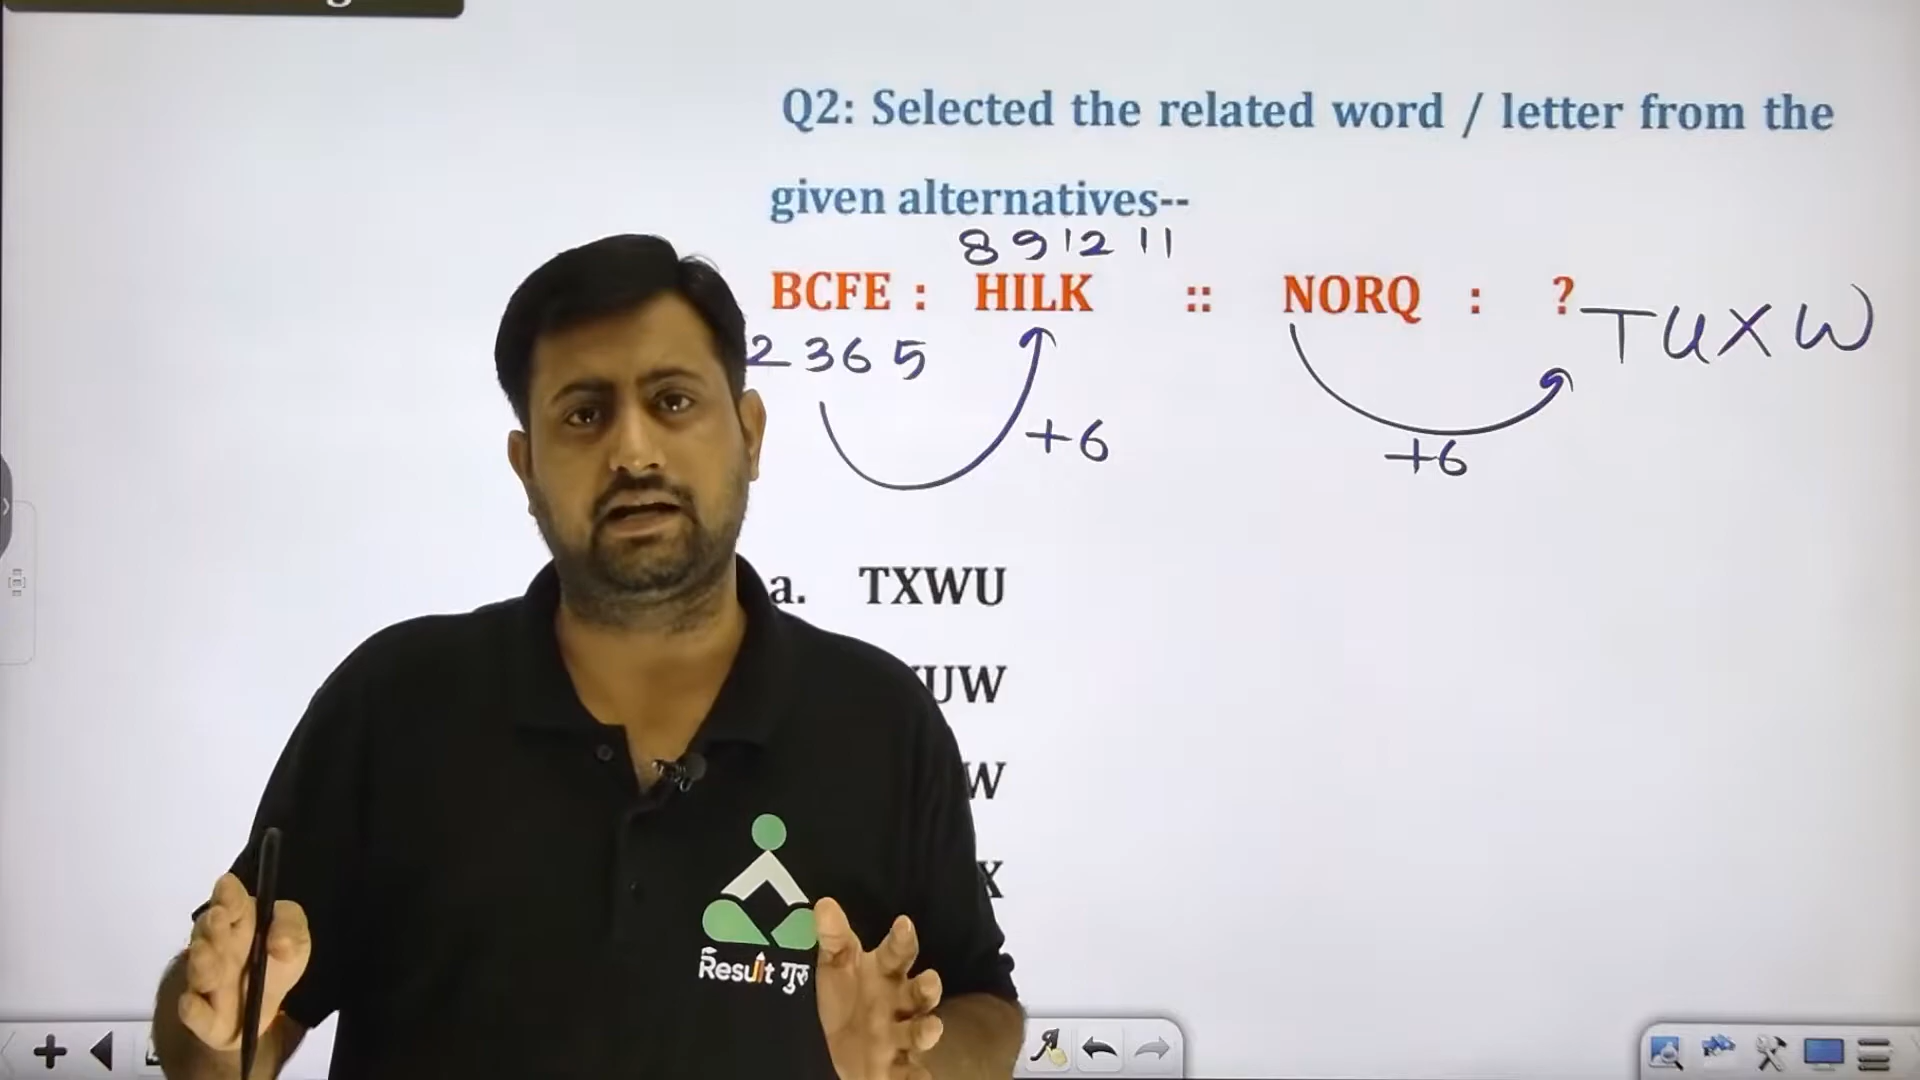 Q2: Selected the related word / letter from the
given alternatives--
8 9 12 11
BCFE : HILK :: NORQ : ? TUXW
2 3 6 5
+6
+6
a. TXWU
UW
W
X
Result गुरु